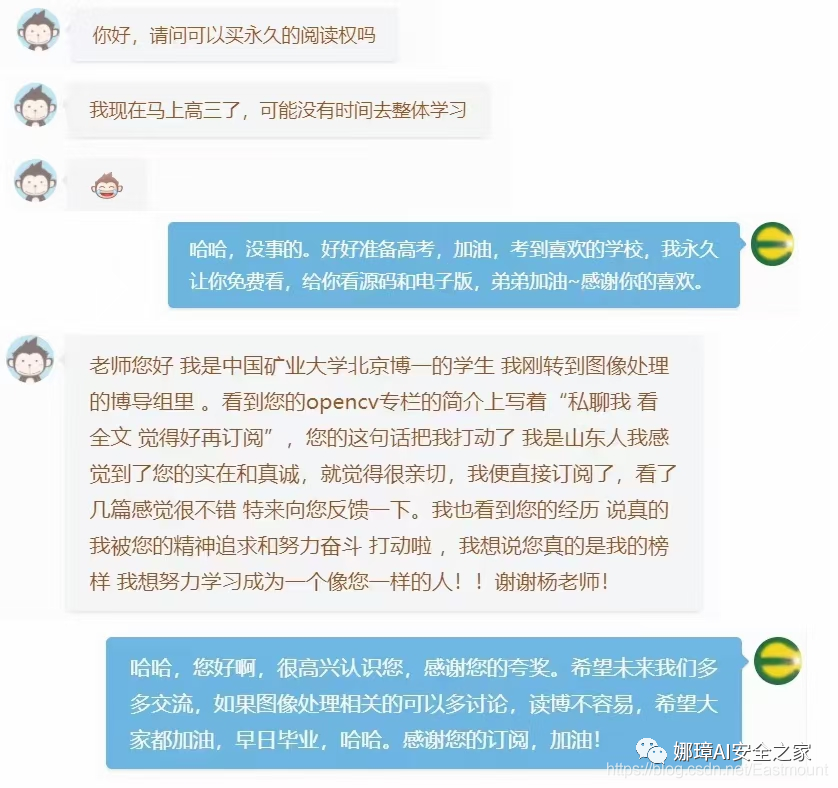 你好，请问可以买永久的阅读权吗
我现在马上高三了，可能没有时间去整体学习
哈哈，没事的。好好准备高考，加油，考到喜欢的学校，我永久
让你免费看，给你看源码和电子版，弟弟加油~感谢你的喜欢。
老师您好 我是中国矿业大学北京博一的学生 我刚转到图像处理
的博导组里 。看到您的opencv专栏的简介上写着“私聊我 看
全文 觉得好再订阅”，您的这句话把我打动了 我是山东人我感
觉到了您的实在和真诚，就觉得很亲切，我便直接订阅了，看了
几篇感觉很不错 特来向您反馈一下。我也看到您的经历 说真的
我被您的精神追求和努力奋斗 打动啦 ，我想说您真的是我的榜
样 我想努力学习成为一个像您一样的人！！谢谢杨老师！
哈哈，您好啊，很高兴认识您，感谢您的夸奖。希望未来我们多
多交流，如果图像处理相关的可以多讨论，读博不容易，希望大
家都加油，早日毕业，哈哈。感谢您的订阅，加油！
娜璋AI安全之家
https://blog.csdn.net/Eastmount